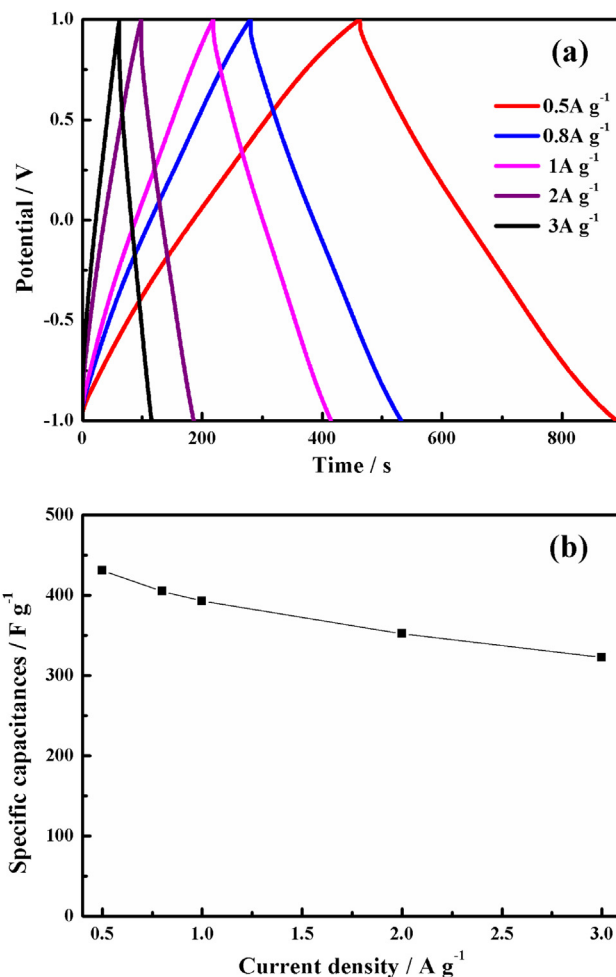 (a)
1.0
0.5
0.0
-0.5
-1.0
Potential / V
0.5A g⁻¹
0.8A g⁻¹
1A g⁻¹
2A g⁻¹
3A g⁻¹
0 200 400 600 800
Time / s
(b)
500
400
300
200
100
0
Specific capacitances / F g⁻¹
0.5 1.0 1.5 2.0 2.5 3.0
Current density / A g⁻¹